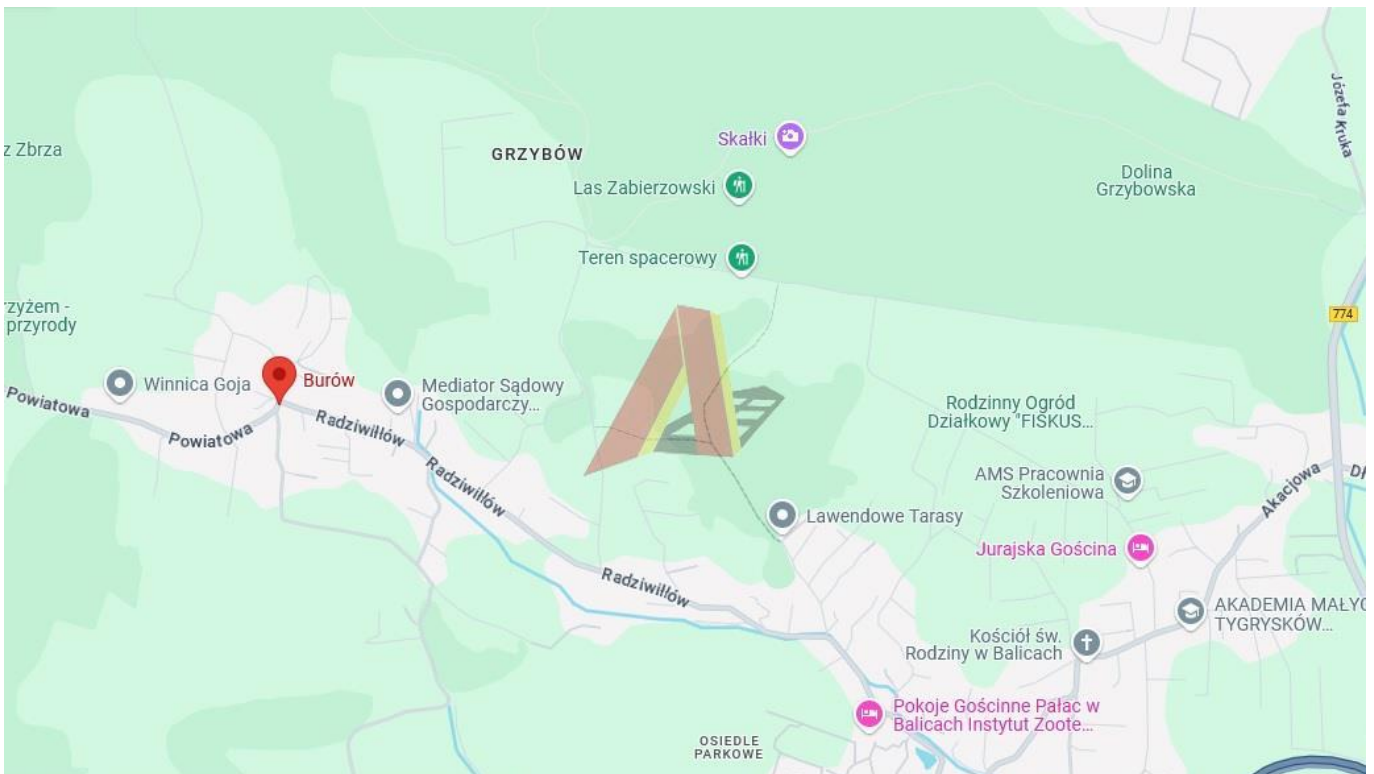 Józefa Kruka
Skałki
z Zbrza
GRZYBÓW
Las Zabierzowski
Dolina
Grzybowska
Teren spacerowy
rzyżem -
przyrody
774
Winnica Goja
Burów
Mediator Sądowy
Gospodarczy...
Powiatowa
Powiatowa
Radziwiłłów
Rodzinny Ogród
Działkowy "FISKUS...
Radziwiłłów
AMS Pracownia
Szkoleniowa
Akacjowa
Lawendowe Tarasy
Jurajska Gościna
Radziwiłłów
AKADEMIA MAŁYC
TYGRYSKÓW...
Kościół św.
Rodziny w Balicach
Pokoje Gościnne Pałac w
Balicach Instytut Zoote...
OSIEDLE
PARKOWE